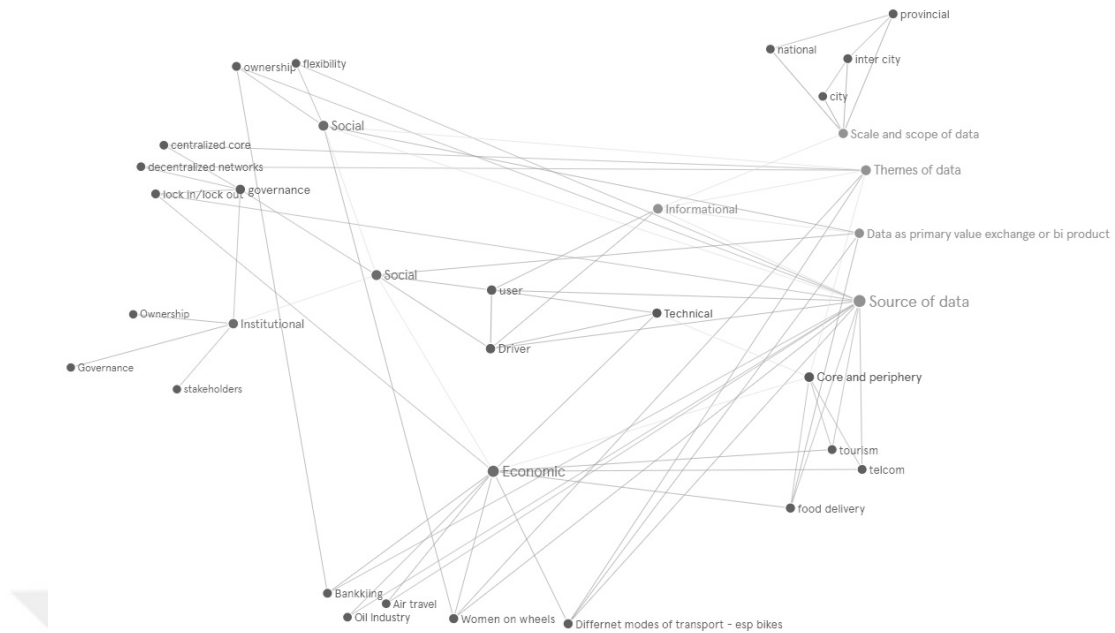 provincial
national
inter city
ownership
flexibility
city
Social
Scale and scope of data
centralized core
decentralized networks
Themes of data
lock in/lock out
governance
Informational
Data as primary value exchange or bi product
Social
user
Source of data
Ownership
Institutional
Technical
Driver
Governance
stakeholders
Core and periphery
tourism
Economic
telcom
food delivery
Bankkiing
Air travel
Oil Industry
Women on wheels
Differnet modes of transport - esp bikes